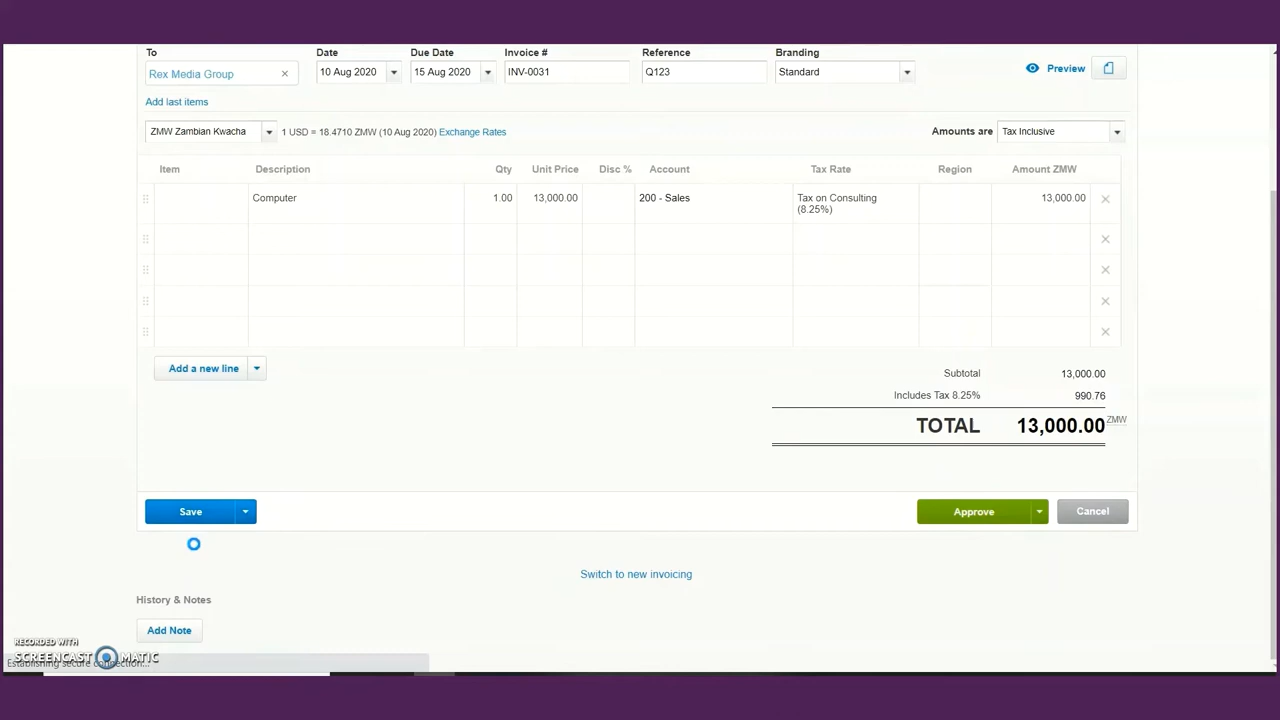 To Date Due Date Invoice # Reference Branding
Rex Media Group 10 Aug 2020 15 Aug 2020 INV-0031 Q123 Standard Preview
Add last items
ZMW Zambian Kwacha 1 USD = 18.4710 ZMW (10 Aug 2020) Exchange Rates Amounts are Tax Inclusive
Item Description Qty Unit Price Disc % Account Tax Rate Region Amount ZMW
Computer 1.00 13,000.00 200 - Sales Tax on Consulting 13,000.00
(8.25%)
Add a new line
Subtotal 13,000.00
Includes Tax 8.25% 990.76
TOTAL 13,000.00 ZMW
Save Approve Cancel
Switch to new invoicing
History & Notes
Add Note
RECORDED WITH
SCREENCAST MATIC
Establishing secure connection...